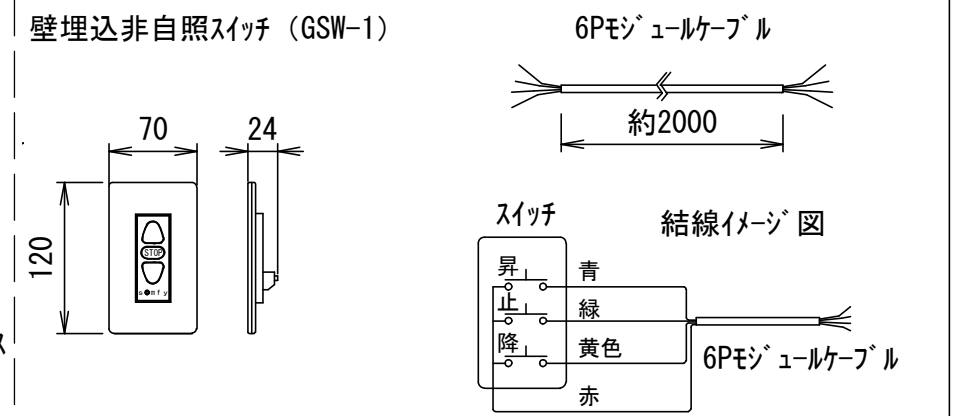 壁埋込非自照スイッチ (GSW-1)
70
24
120
STOP
somfy
ス
6Pモジュールケーブル
約2000
スイッチ
結線イメージ図
昇
青
止
緑
降
黄色
6Pモジュールケーブル
赤